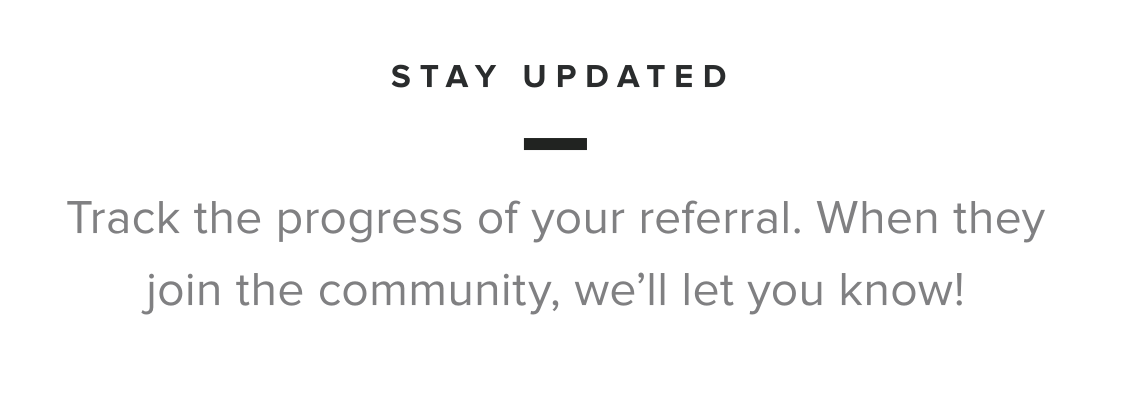 STAY UPDATED
Track the progress of your referral. When they
join the community, we’ll let you know!